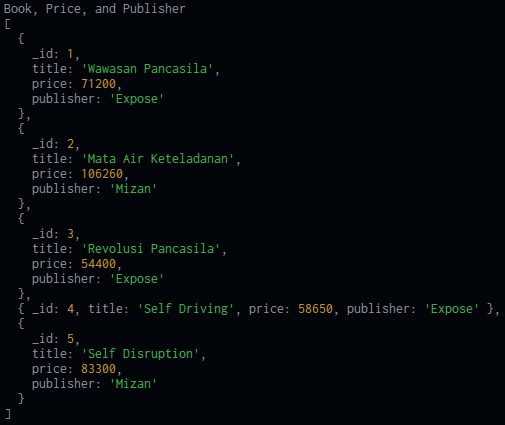 Book, Price, and Publisher
[
  {
    _id: 1,
    title: 'Wawasan Pancasila',
    price: 71200,
    publisher: 'Expose'
  },
  {
    _id: 2,
    title: 'Mata Air Keteladanan',
    price: 106260,
    publisher: 'Mizan'
  },
  {
    _id: 3,
    title: 'Revolusi Pancasila',
    price: 54400,
    publisher: 'Expose'
  },
  { _id: 4, title: 'Self Driving', price: 58650, publisher: 'Expose' },
  {
    _id: 5,
    title: 'Self Disruption',
    price: 83300,
    publisher: 'Mizan'
  }
]